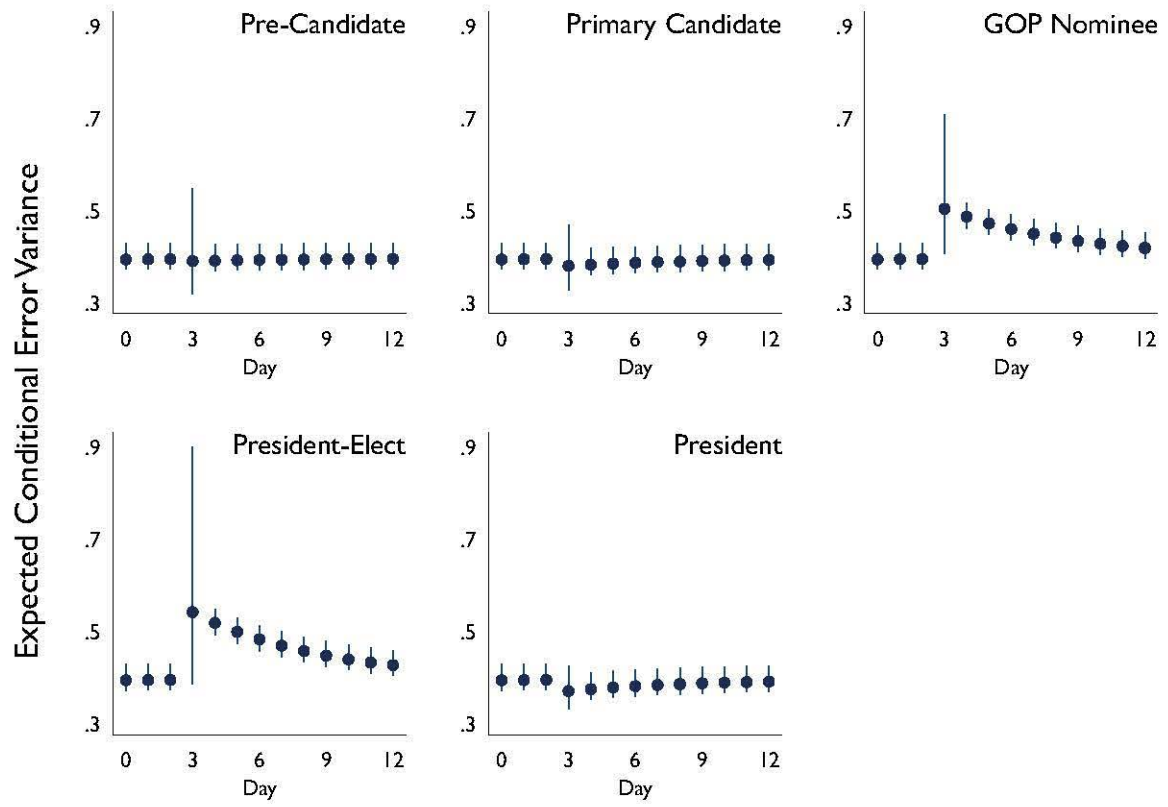 Expected Conditional Error Variance
Pre-Candidate
.9
.7
.5
.3
0 3 6 9 12
Day
Primary Candidate
.9
.7
.5
.3
0 3 6 9 12
Day
GOP Nominee
.9
.7
.5
.3
0 3 6 9 12
Day
President-Elect
.9
.7
.5
.3
0 3 6 9 12
Day
President
.9
.7
.5
.3
0 3 6 9 12
Day